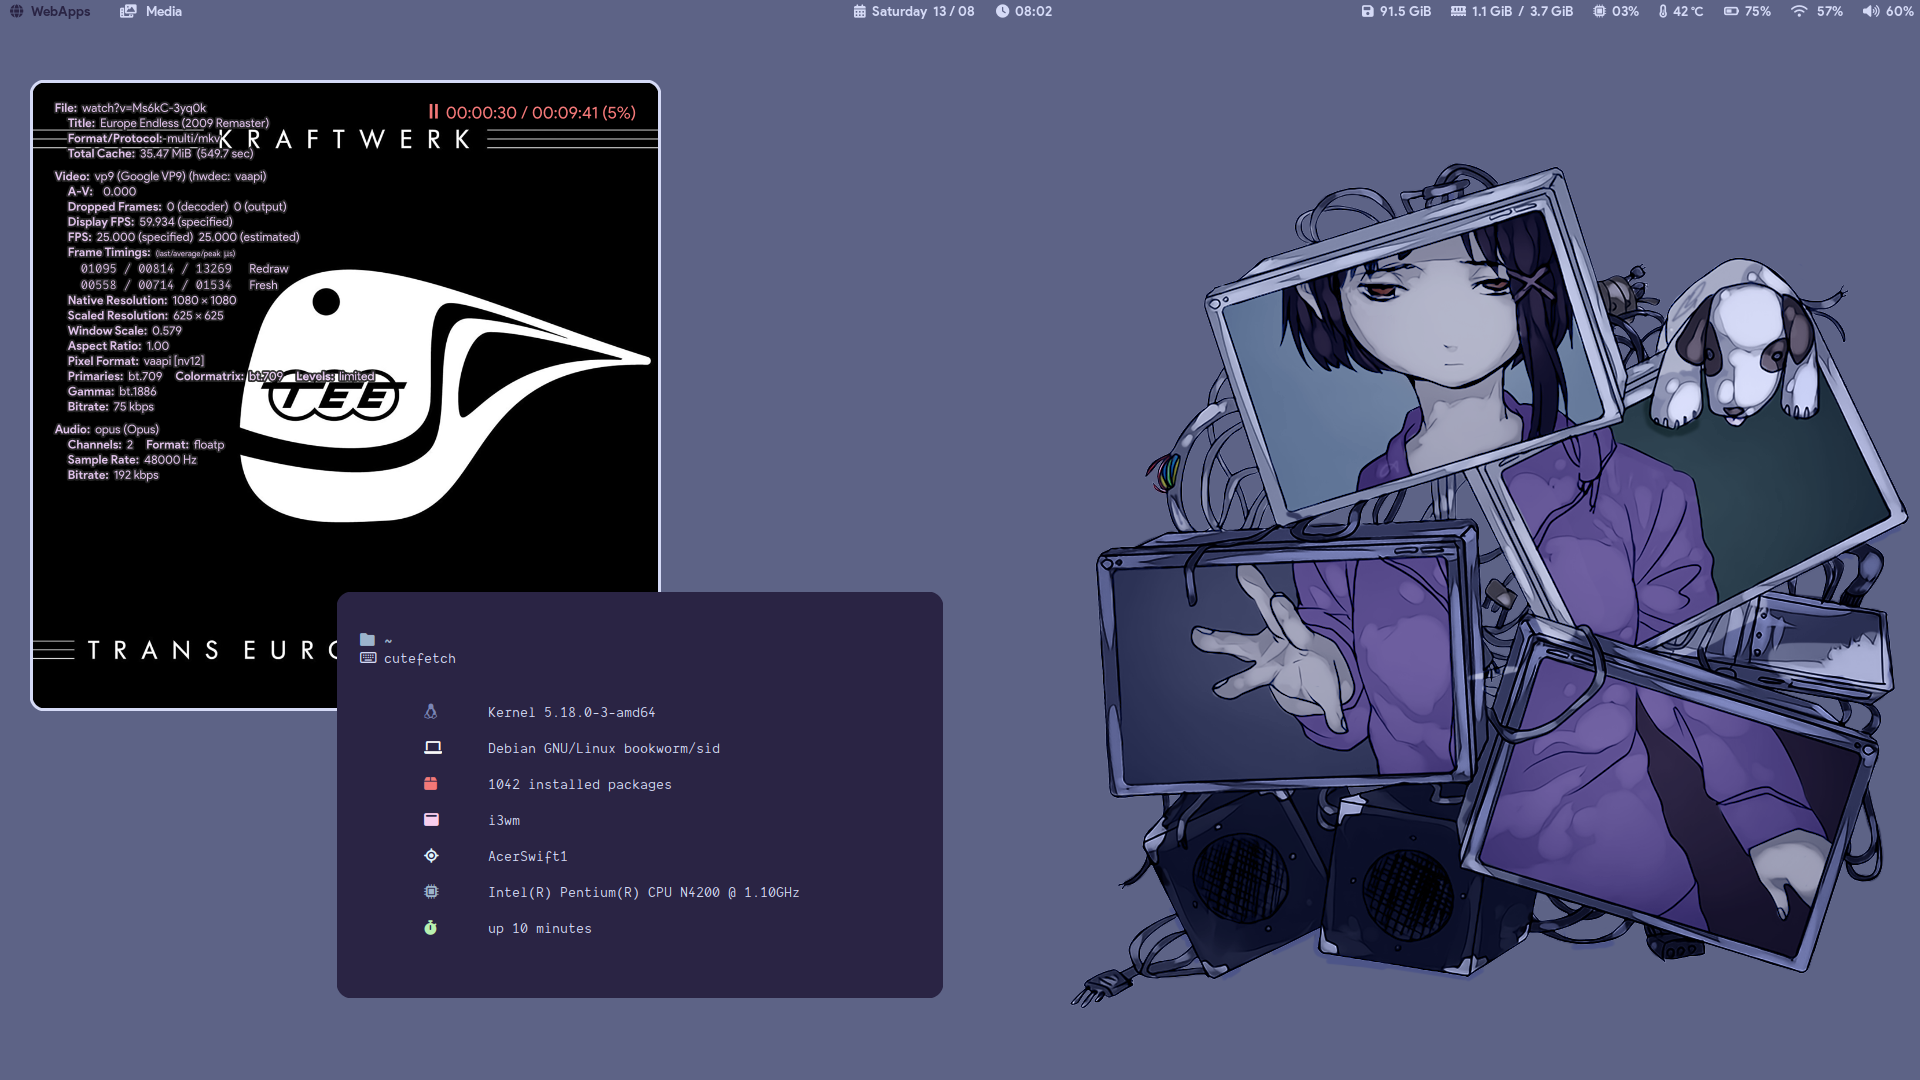 WebApps Media Saturday 13 / 08 08:02 91.5 GiB 1.1 GiB / 3.7 GiB 03% 42 °C 75% 57% 60%
File: watch?v=Ms6kC-3yq0k
00:00:30 / 00:09:41 (5%)
Title: Europe Endless (2009 Remaster)
Format/Protocol: multi/mkv
KRAFTWERK
Total Cache: 35.47 MiB (549.7 sec)
Video: vp9 (Google VP9) (hwdec: vaapi)
A-V: 0.000
Dropped Frames: 0 (decoder) 0 (output)
Display FPS: 59.934 (specified)
FPS: 25.000 (specified) 25.000 (estimated)
Frame Timings: (last/average/peak µs)
01095 / 00814 / 13269 Redraw
00558 / 00714 / 01534 Fresh
Native Resolution: 1080 × 1080
Scaled Resolution: 625 × 625
Window Scale: 0.579
Aspect Ratio: 1.00
Pixel Format: vaapi [nv12]
Primaries: bt.709 Colormatrix: bt.709 Levels: limited
Gamma: bt.1886
TEE
Bitrate: 75 kbps
Audio: opus (Opus)
Channels: 2 Format: floatp
Sample Rate: 48000 Hz
Bitrate: 192 kbps
TRANS EURO
~
cutefetch
Kernel 5.18.0-3-amd64
Debian GNU/Linux bookworm/sid
1042 installed packages
i3wm
AcerSwift1
Intel(R) Pentium(R) CPU N4200 @ 1.10GHz
up 10 minutes